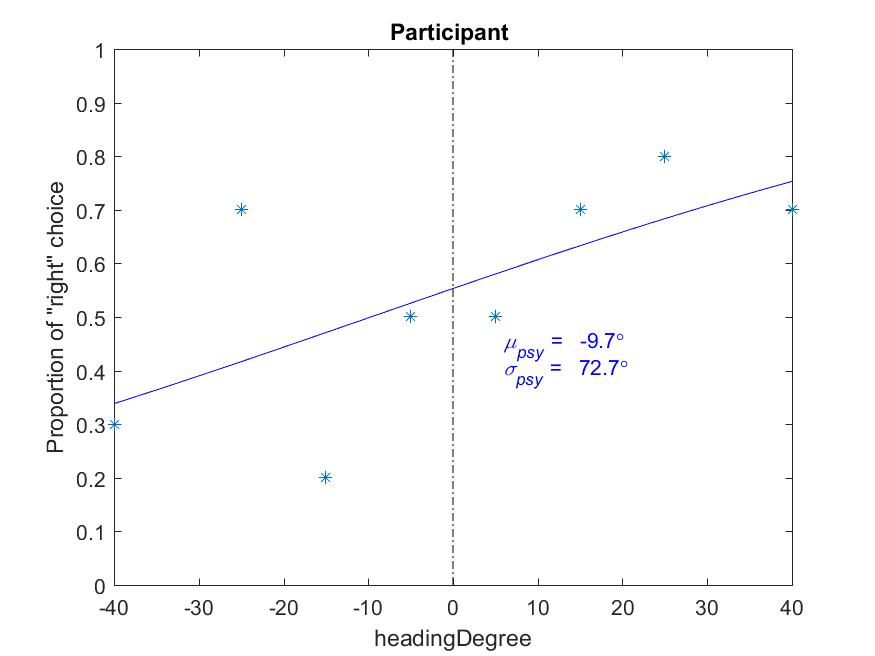 Participant
1
0.9
0.8
0.7
0.6
0.5
0.4
0.3
0.2
0.1
0
Proportion of "right" choice
μpsy = -9.7°
σpsy = 72.7°
-40 -30 -20 -10 0 10 20 30 40
headingDegree